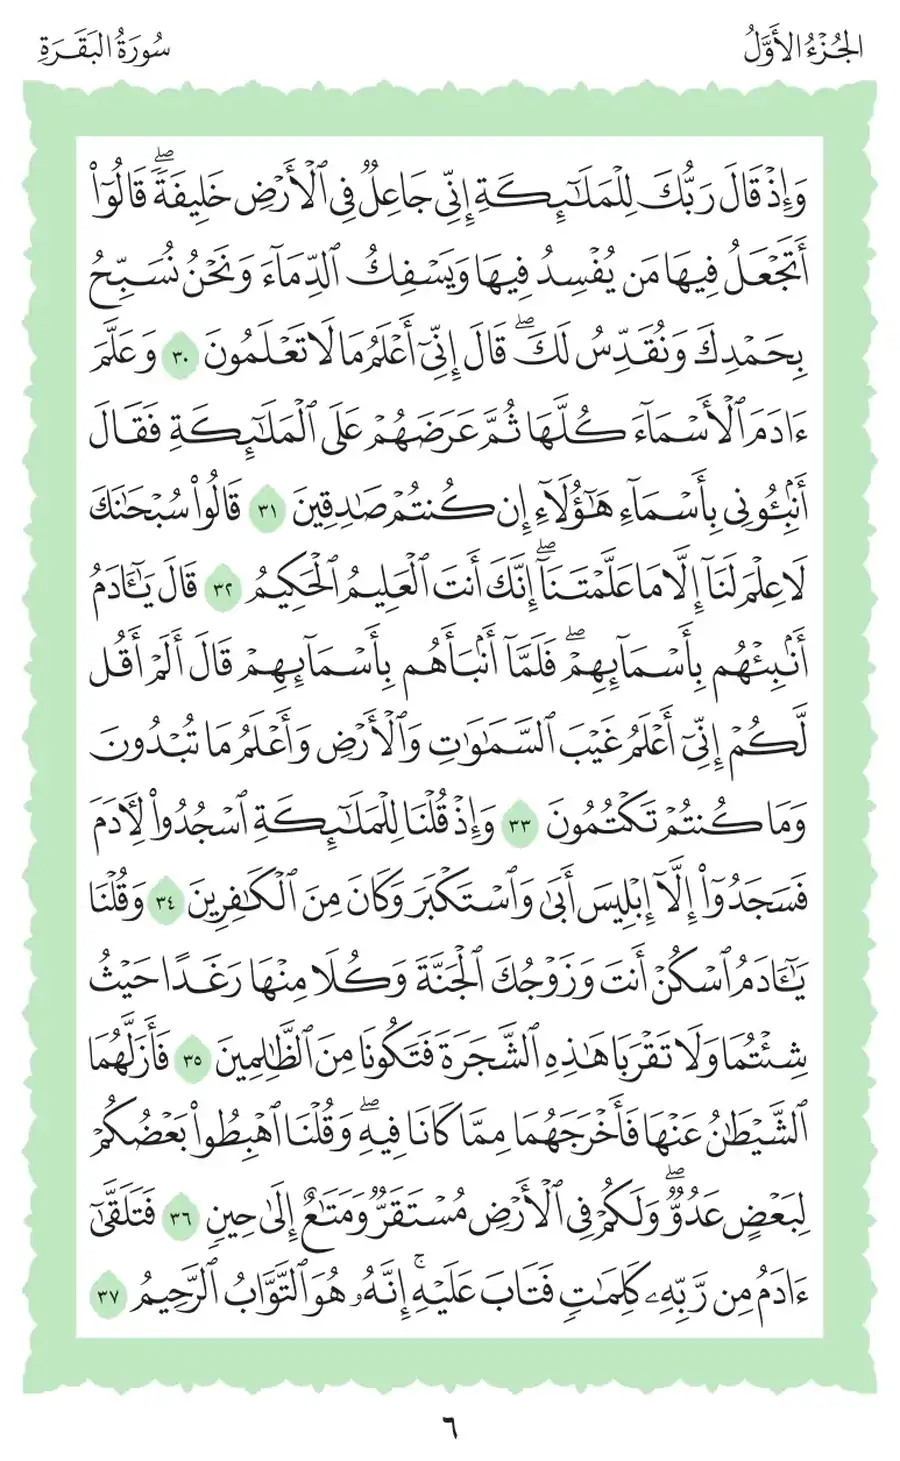 الجُزْءُ الأَوَّلُ
سُورَةُ البَقَرَةِ
وَإِذْ قَالَ رَبُّكَ لِلْمَلَٰٓئِكَةِ إِنِّي جَاعِلٌ فِي ٱلْأَرْضِ خَلِيفَةًۖ قَالُوٓا۟
أَتَجْعَلُ فِيهَا مَن يُفْسِدُ فِيهَا وَيَسْفِكُ ٱلدِّمَآءَ وَنَحْنُ نُسَبِّحُ
بِحَمْدِكَ وَنُقَدِّسُ لَكَۖ قَالَ إِنِّيٓ أَعْلَمُ مَا لَا تَعْلَمُونَ ٣٠ وَعَلَّمَ
ءَادَمَ ٱلْأَسْمَآءَ كُلَّهَا ثُمَّ عَرَضَهُمْ عَلَى ٱلْمَلَٰٓئِكَةِ فَقَالَ
أَنۢبِـُٔونِي بِأَسْمَآءِ هَٰٓؤُلَآءِ إِن كُنتُمْ صَٰدِقِينَ ٣١ قَالُوا۟ سُبْحَٰنَكَ
لَا عِلْمَ لَنَآ إِلَّا مَا عَلَّمْتَنَآۖ إِنَّكَ أَنتَ ٱلْعَلِيمُ ٱلْحَكِيمُ ٣٢ قَالَ يَٰٓـَٔادَمُ
أَنۢبِئْهُم بِأَسْمَآئِهِمْۖ فَلَمَّآ أَنۢبَأَهُم بِأَسْمَآئِهِمْ قَالَ أَلَمْ أَقُل
لَّكُمْ إِنِّيٓ أَعْلَمُ غَيْبَ ٱلسَّمَٰوَٰتِ وَٱلْأَرْضِ وَأَعْلَمُ مَا تُبْدُونَ
وَمَا كُنتُمْ تَكْتُمُونَ ٣٣ وَإِذْ قُلْنَا لِلْمَلَٰٓئِكَةِ ٱسْجُدُوا۟ لِـَٔادَمَ
فَسَجَدُوٓا۟ إِلَّآ إِبْلِيسَ أَبَىٰ وَٱسْتَكْبَرَ وَكَانَ مِنَ ٱلْكَٰفِرِينَ ٣٤ وَقُلْنَا
يَٰٓـَٔادَمُ ٱسْكُنْ أَنتَ وَزَوْجُكَ ٱلْجَنَّةَ وَكُلَا مِنْهَا رَغَدًا حَيْثُ
شِئْتُمَا وَلَا تَقْرَبَا هَٰذِهِ ٱلشَّجَرَةَ فَتَكُونَا مِنَ ٱلظَّٰلِمِينَ ٣٥ فَأَزَلَّهُمَا
ٱلشَّيْطَٰنُ عَنْهَا فَأَخْرَجَهُمَا مِمَّا كَانَا فِيهِۖ وَقُلْنَا ٱهْبِطُوا۟ بَعْضُكُمْ
لِبَعْضٍ عَدُوٌّۖ وَلَكُمْ فِي ٱلْأَرْضِ مُسْتَقَرٌّ وَمَتَٰعٌ إِلَىٰ حِينٍ ٣٦ فَتَلَقَّىٰٓ
ءَادَمُ مِن رَّبِّهِۦ كَلِمَٰتٍ فَتَابَ عَلَيْهِۚ إِنَّهُۥ هُوَ ٱلتَّوَّابُ ٱلرَّحِيمُ ٣٧
٦